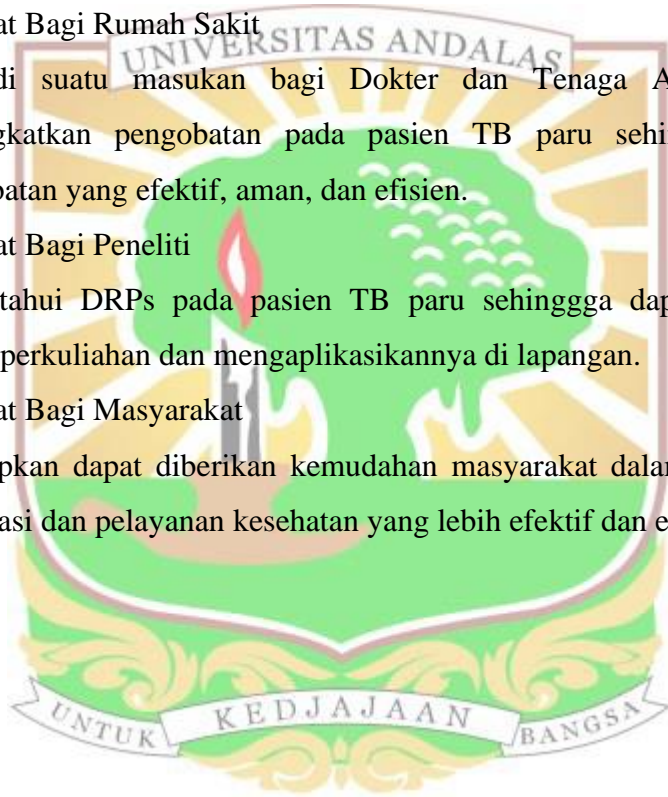 at Bagi Rumah Sakit
UNIVERSITAS ANDALAS
di suatu masukan bagi Dokter dan Tenaga A
gkatkan pengobatan pada pasien TB paru sehin
batan yang efektif, aman, dan efisien.
at Bagi Peneliti
tahui DRPs pada pasien TB paru sehinggga dap
perkuliahan dan mengaplikasikannya di lapangan.
at Bagi Masyarakat
pkan dapat diberikan kemudahan masyarakat dalam
asi dan pelayanan kesehatan yang lebih efektif dan e
UNTUK KEDJAJAAN BANGSA